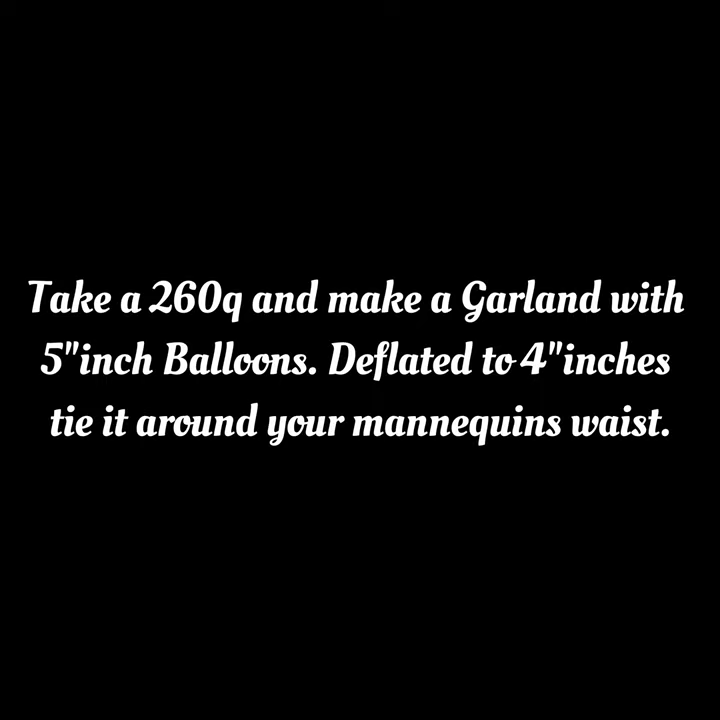 Take a 260q and make a Garland with
5"inch Balloons. Deflated to 4"inches
tie it around your mannequins waist.